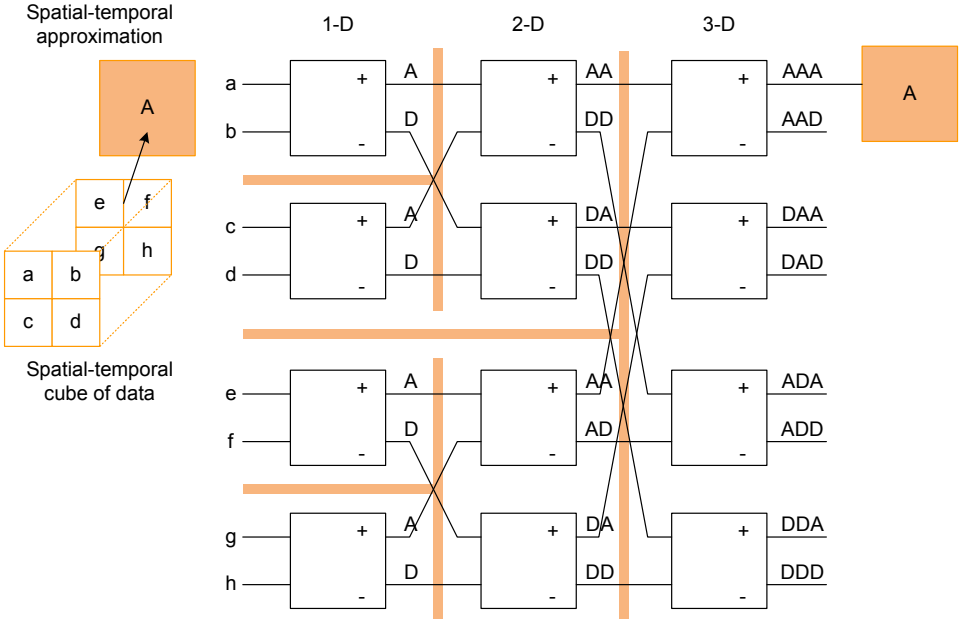 Spatial-temporal
approximation
1-D
2-D
3-D
A
a
b
+
-
A
D
+
-
AA
DD
+
-
AAA
AAD
A
e
f
g
h
a
b
c
d
Spatial-temporal
cube of data
c
d
+
-
A
D
+
-
DA
DD
+
-
DAA
DAD
e
f
+
-
A
D
+
-
AA
AD
+
-
ADA
ADD
g
h
+
-
A
D
+
-
DA
DD
+
-
DDA
DDD